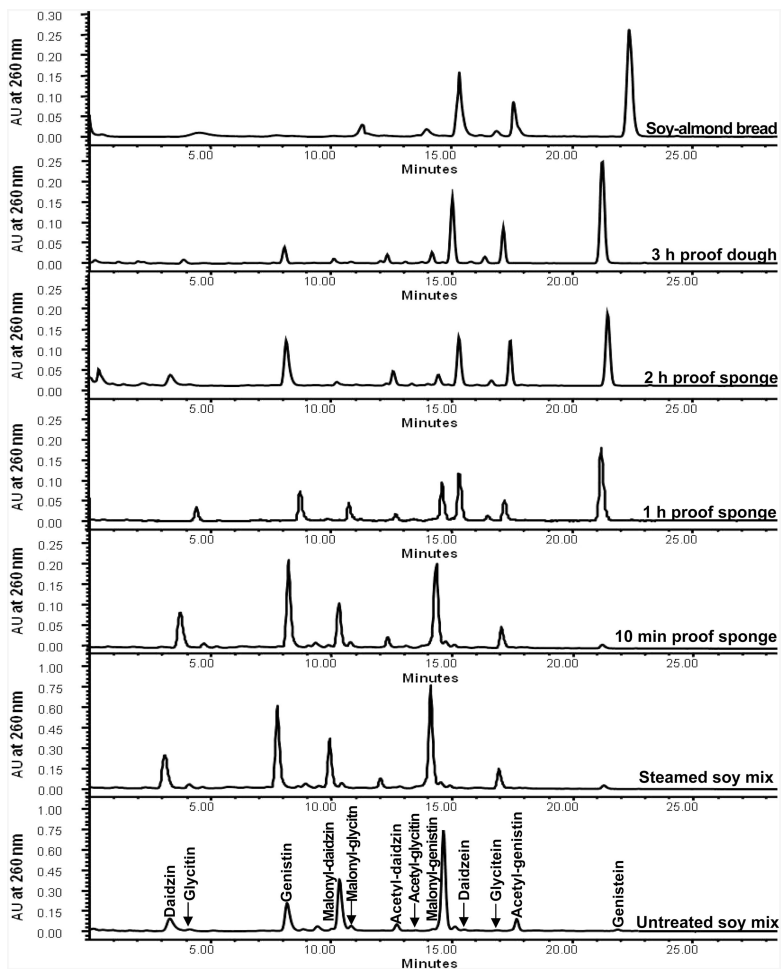 0.30
0.25
0.20
0.15
0.10
0.05
0.00
AU at 260 nm
Soy-almond bread
5.00 10.00 15.00 20.00 25.00
Minutes
0.25
0.20
0.15
0.10
0.05
0.00
AU at 260 nm
3 h proof dough
5.00 10.00 15.00 20.00 25.00
Minutes
0.25
0.20
0.15
0.10
0.05
0.00
AU at 260 nm
2 h proof sponge
5.00 10.00 15.00 20.00 25.00
Minutes
0.25
0.20
0.15
0.10
0.05
0.00
AU at 260 nm
1 h proof sponge
5.00 10.00 15.00 20.00 25.00
Minutes
0.25
0.20
0.15
0.10
0.05
0.00
AU at 260 nm
10 min proof sponge
5.00 10.00 15.00 20.00 25.00
Minutes
1.00
0.75
0.45
0.30
0.15
0.00
AU at 260 nm
Steamed soy mix
5.00 10.00 15.00 20.00 25.00
Minutes
1.00
0.75
0.45
0.30
0.15
0.00
AU at 260 nm
Daidzin
Glycitin
Genistin
Malonyl-daidzin
Malonyl-glycitn
Acetyl-daidzin
Acetyl-glycitin
Malonyl-genistin
Daidzein
Glycitein
Acetyl-genistin
Genistein
Untreated soy mix
5.00 10.00 15.00 20.00 25.00
Minutes